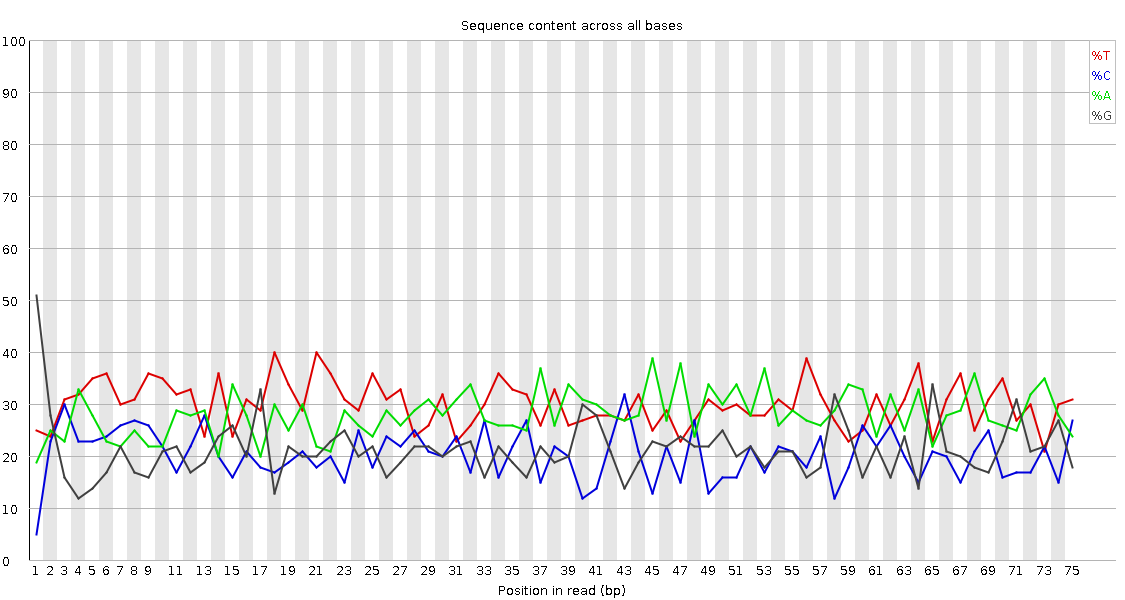 Sequence content across all bases
100
90
80
70
60
50
40
30
20
10
0
%T
%C
%A
%G
1 2 3 4 5 6 7 8 9 11 13 15 17 19 21 23 25 27 29 31 33 35 37 39 41 43 45 47 49 51 53 55 57 59 61 63 65 67 69 71 73 75
Position in read (bp)